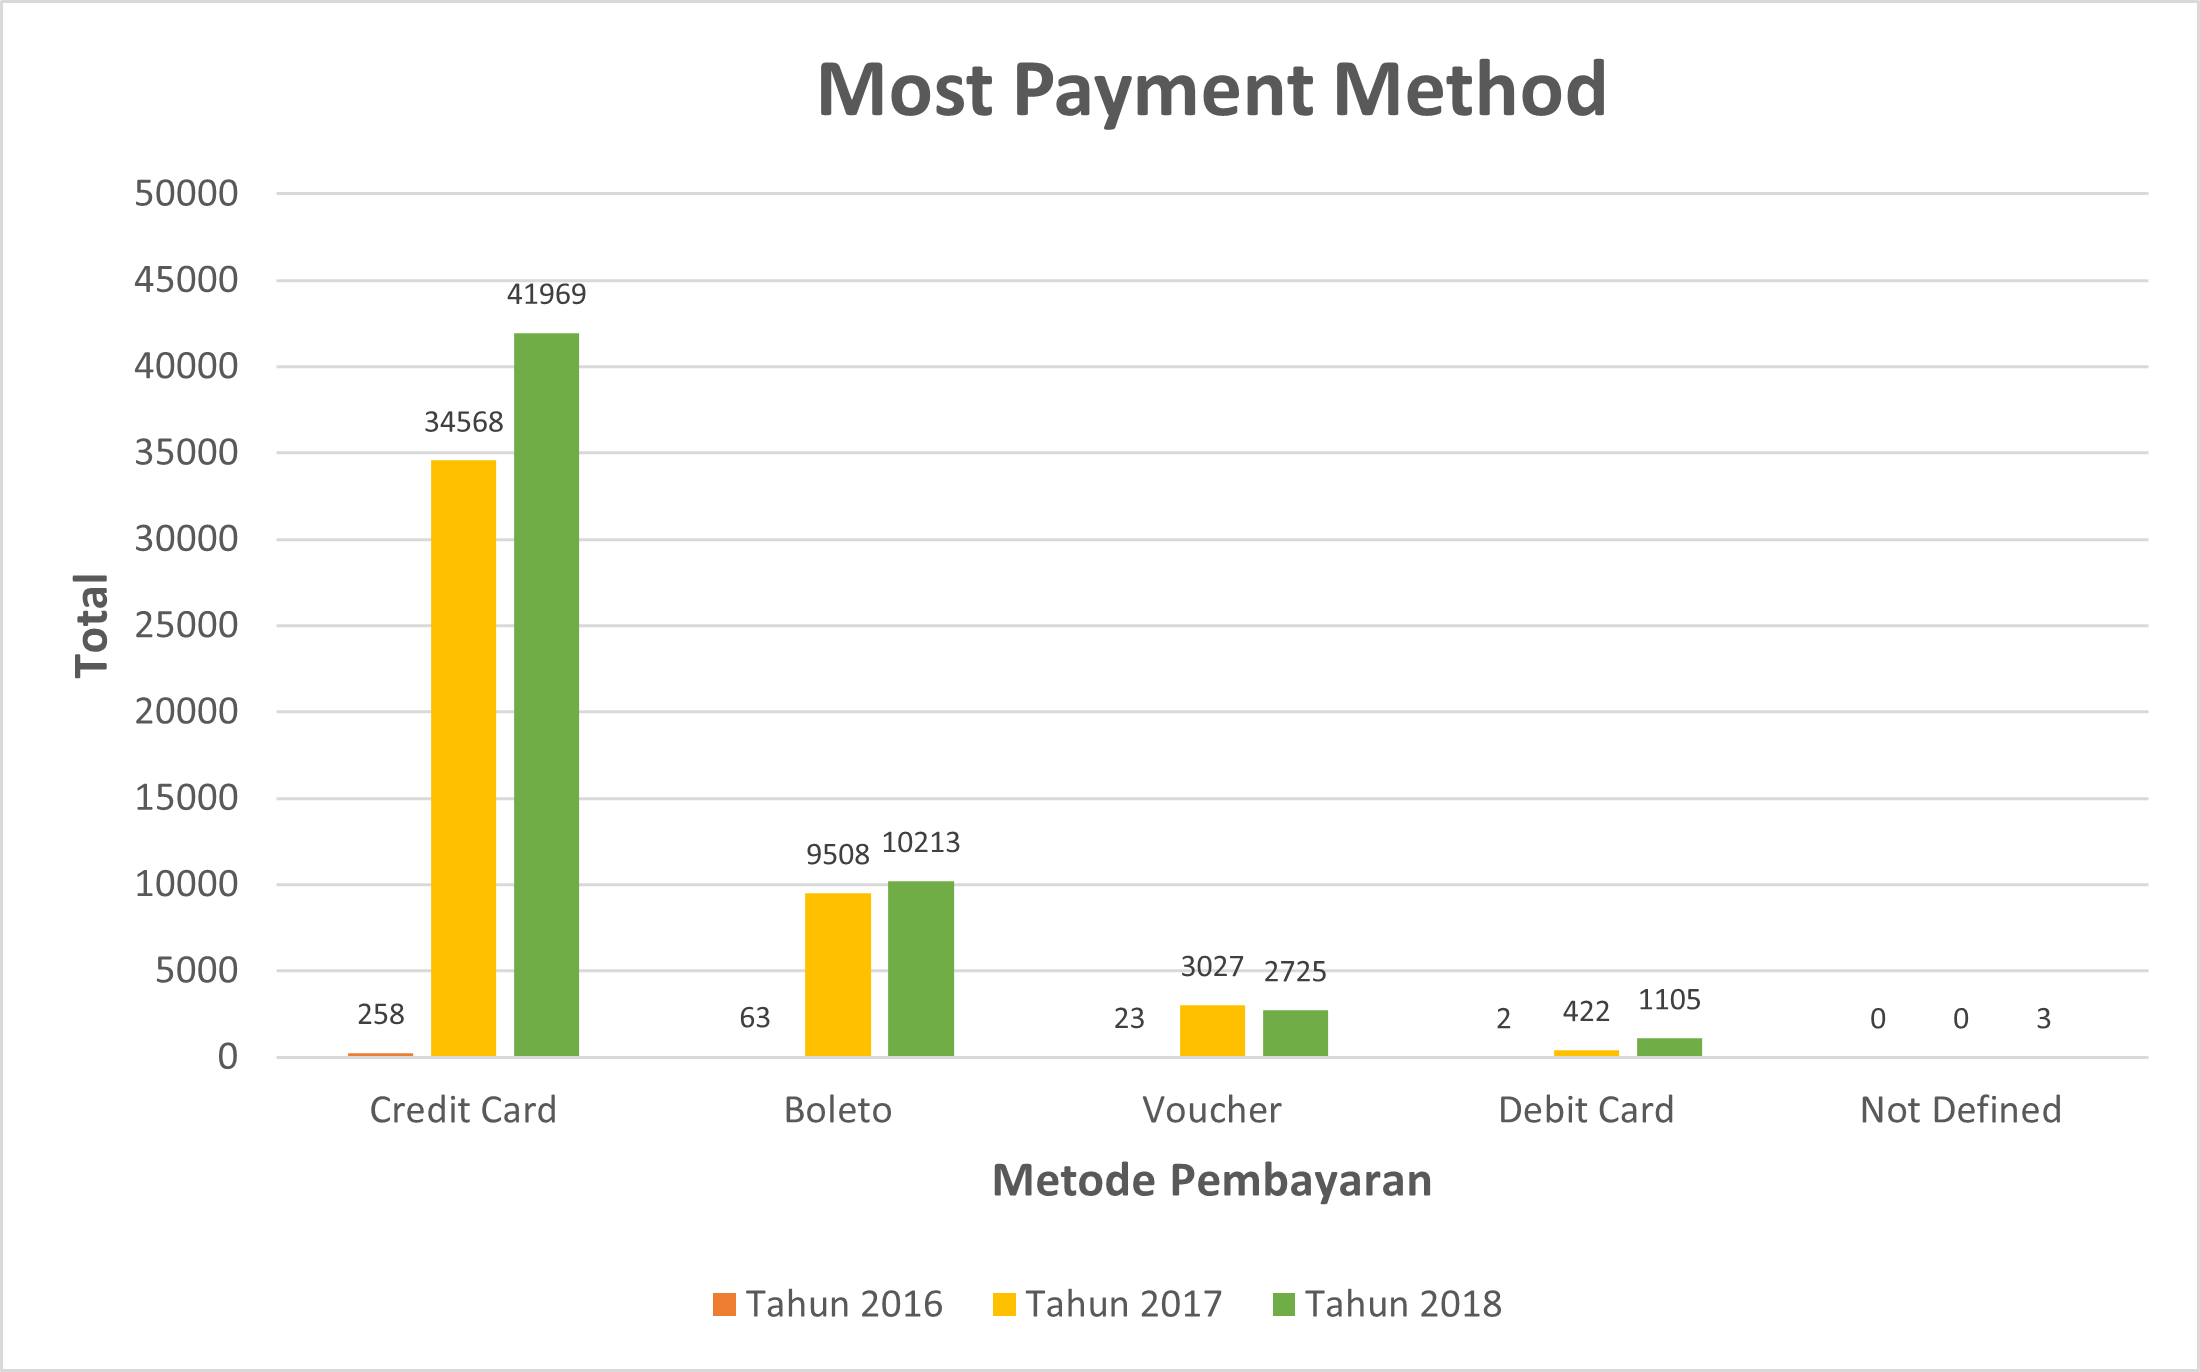 Most Payment Method
50000
45000
40000
35000
30000
25000
20000
15000
10000
5000
0
Total
258
34568
41969
63
9508
10213
23
3027
2725
2
422
1105
0
0
3
Credit Card
Boleto
Voucher
Debit Card
Not Defined
Metode Pembayaran
Tahun 2016
Tahun 2017
Tahun 2018